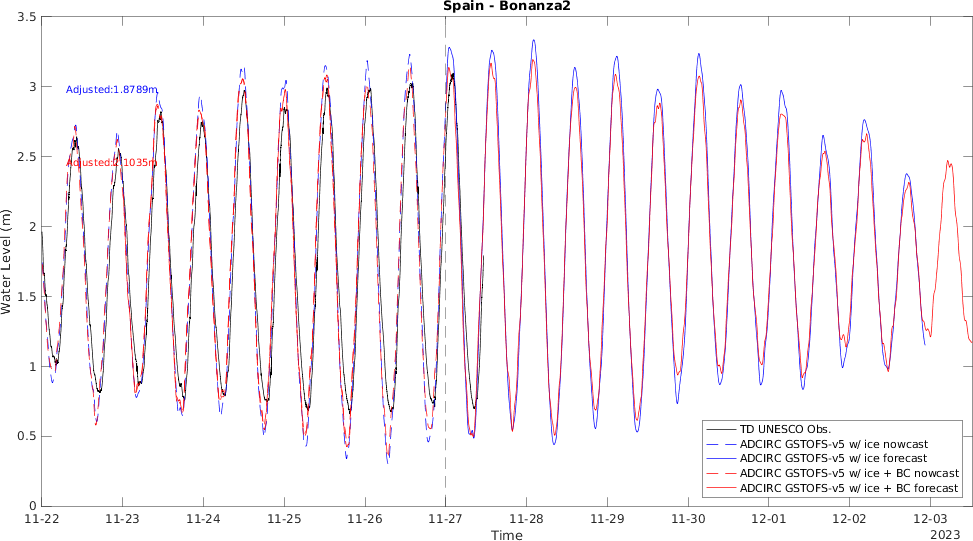 Spain - Bonanza2
3.5
3
2.5
2
1.5
1
0.5
0
Water Level (m)
Adjusted:1.8789m
Adjusted:2.1035m
TD UNESCO Obs.
ADCIRC GSTOFS-v5 w/ ice nowcast
ADCIRC GSTOFS-v5 w/ ice forecast
ADCIRC GSTOFS-v5 w/ ice + BC nowcast
ADCIRC GSTOFS-v5 w/ ice + BC forecast
11-22 11-23 11-24 11-25 11-26 11-27 11-28 11-29 11-30 12-01 12-02 12-03
2023
Time